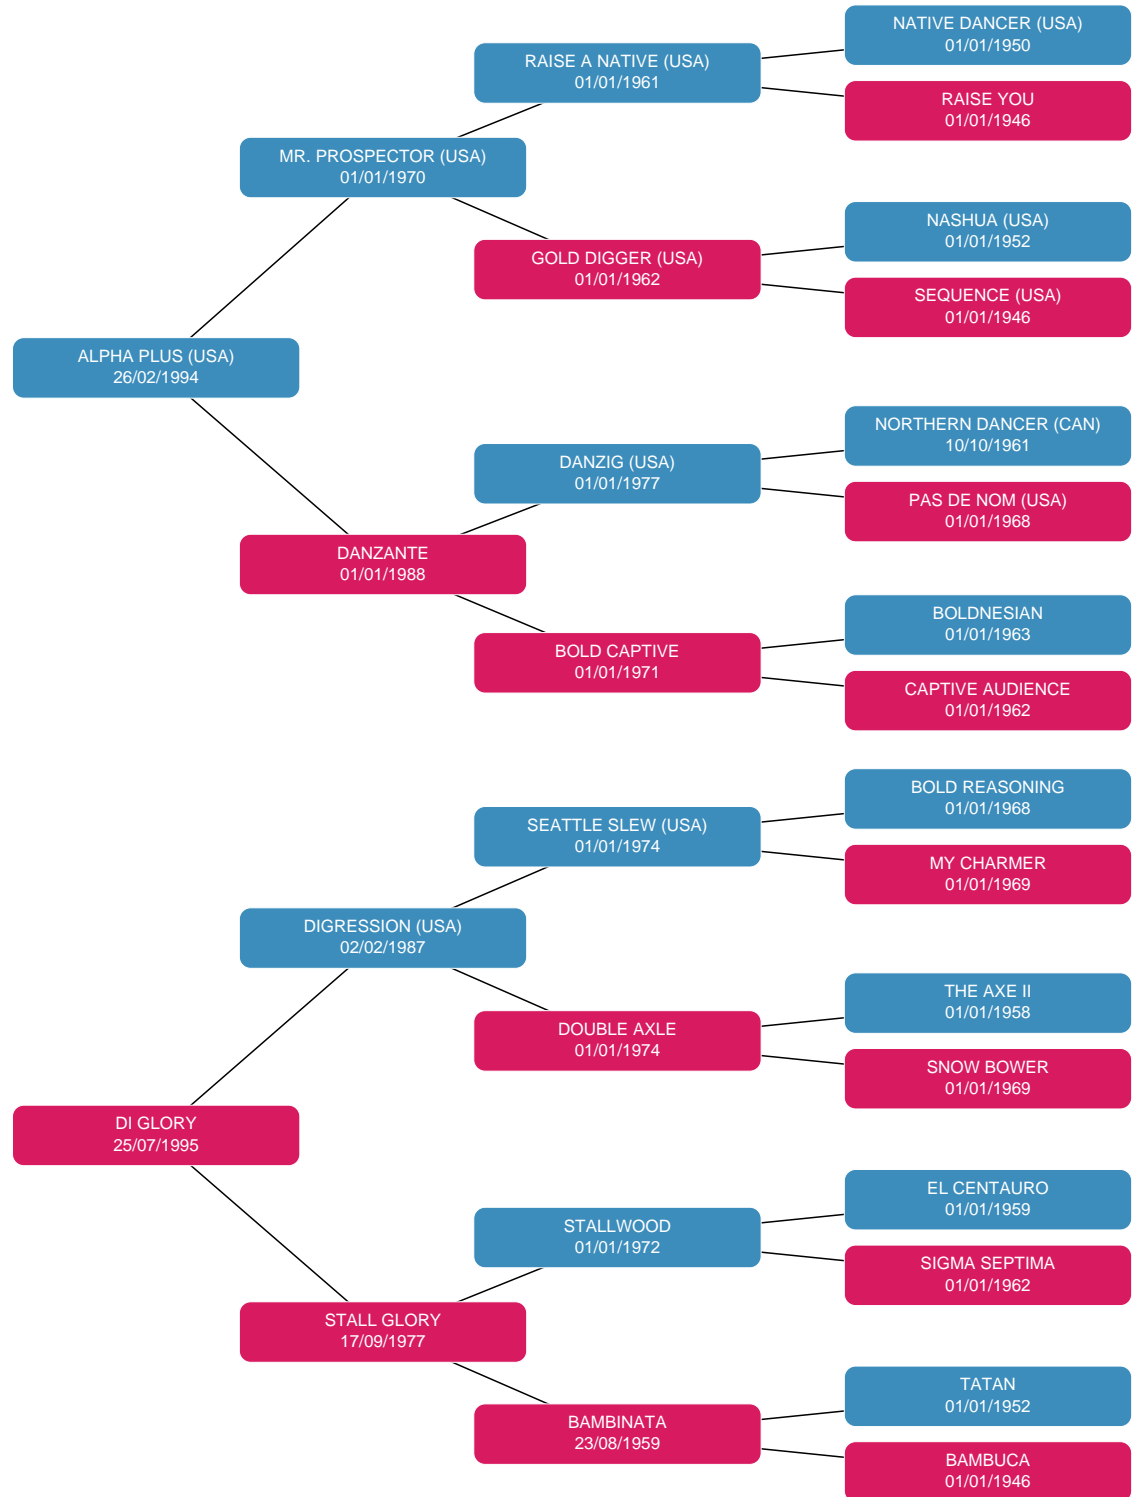 NATIVE DANCER (USA)
01/01/1950
RAISE A NATIVE (USA)
01/01/1961
RAISE YOU
01/01/1946
MR. PROSPECTOR (USA)
01/01/1970
NASHUA (USA)
01/01/1952
GOLD DIGGER (USA)
01/01/1962
SEQUENCE (USA)
01/01/1946
ALPHA PLUS (USA)
26/02/1994
NORTHERN DANCER (CAN)
10/10/1961
DANZIG (USA)
01/01/1977
PAS DE NOM (USA)
01/01/1968
DANZANTE
01/01/1988
BOLDNESIAN
01/01/1963
BOLD CAPTIVE
01/01/1971
CAPTIVE AUDIENCE
01/01/1962
BOLD REASONING
01/01/1968
SEATTLE SLEW (USA)
01/01/1974
MY CHARMER
01/01/1969
DIGRESSION (USA)
02/02/1987
THE AXE II
01/01/1958
DOUBLE AXLE
01/01/1974
SNOW BOWER
01/01/1969
DI GLORY
25/07/1995
EL CENTAURO
01/01/1959
STALLWOOD
01/01/1972
SIGMA SEPTIMA
01/01/1962
STALL GLORY
17/09/1977
TATAN
01/01/1952
BAMBINATA
23/08/1959
BAMBUCA
01/01/1946